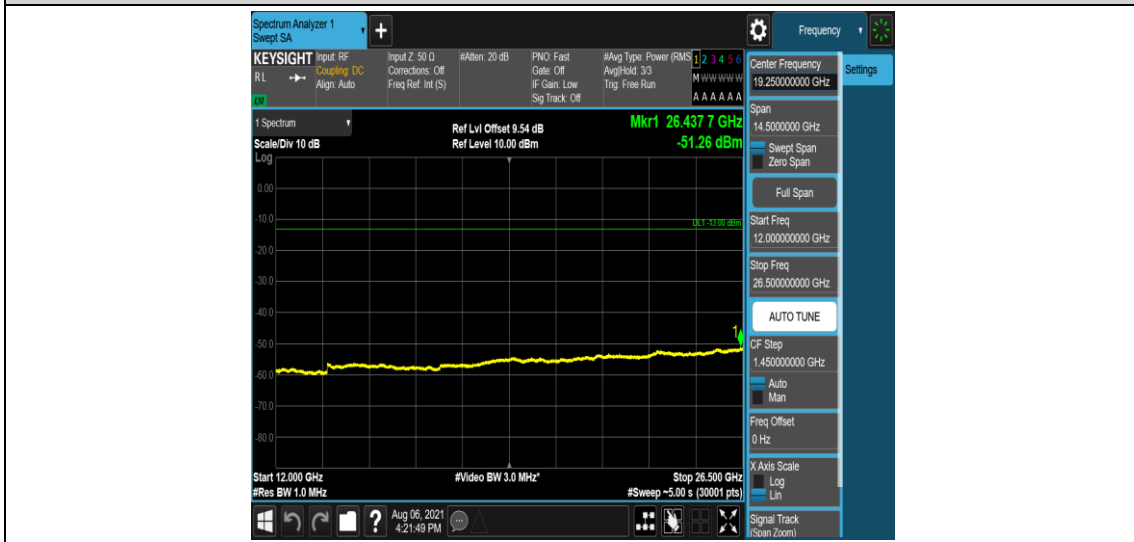 Spectrum Analyzer 1
Swept SA
+
Frequency
KEYSIGHT
RL
LXI
Input: RF
Coupling: DC
Align: Auto
Input Z: 50 Ω
Corrections: Off
Freq Ref: Int (S)
#Atten: 20 dB
PNO: Fast
Gate: Off
IF Gain: Low
Sig Track: Off
#Avg Type: Power (RMS
Avg|Hold: 3/3
Trig: Free Run
1 2 3 4 5 6
M W W W W W
A A A A A A
1 Spectrum
Scale/Div 10 dB
Log
Ref Lvl Offset 9.54 dB
Ref Level 10.00 dBm
Mkr1 26.437 7 GHz
-51.26 dBm
0.00
-10.0
DL1 -13.00 dBm
-20.0
-30.0
-40.0
1
-50.0
-60.0
-70.0
-80.0
Start 12.000 GHz
#Res BW 1.0 MHz
#Video BW 3.0 MHz*
Stop 26.500 GHz
#Sweep ~5.00 s (30001 pts)
Aug 06, 2021
4:21:49 PM
Center Frequency
19.250000000 GHz
Settings
Span
14.5000000 GHz
Swept Span
Zero Span
Full Span
Start Freq
12.000000000 GHz
Stop Freq
26.500000000 GHz
AUTO TUNE
CF Step
1.450000000 GHz
Auto
Man
Freq Offset
0 Hz
X Axis Scale
Log
Lin
Signal Track
(Span Zoom)